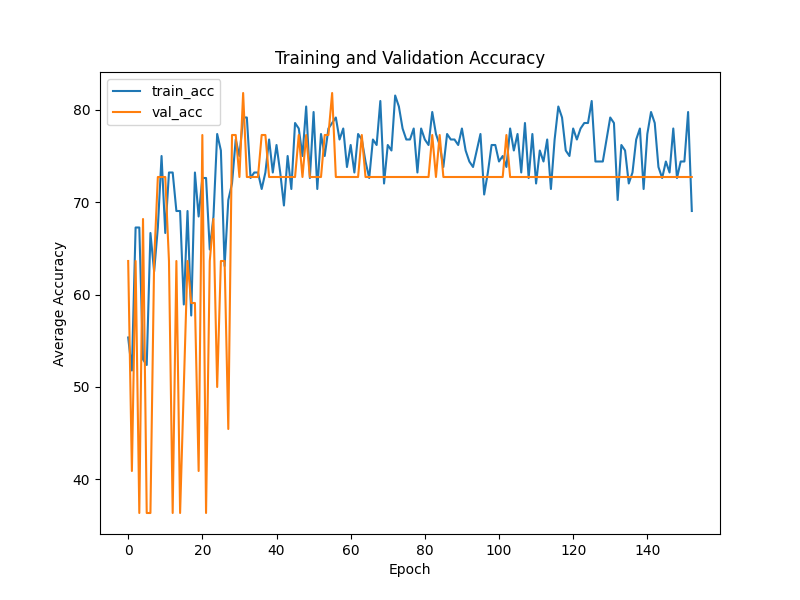 Training and Validation Accuracy
train_acc
val_acc
80
70
60
50
40
Average Accuracy
0 20 40 60 80 100 120 140
Epoch